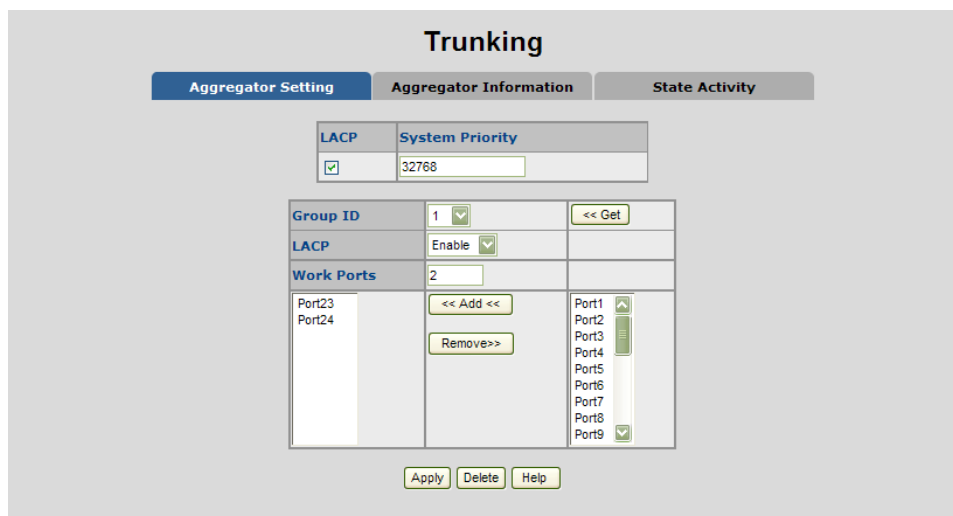 Trunking
Aggregator Setting Aggregator Information State Activity
LACP System Priority
32768
Group ID 1 << Get
LACP Enable
Work Ports 2
Port23 << Add << Port1
Port24 Port2
Remove>> Port3
Port4
Port5
Port6
Port7
Port8
Port9
Apply Delete Help